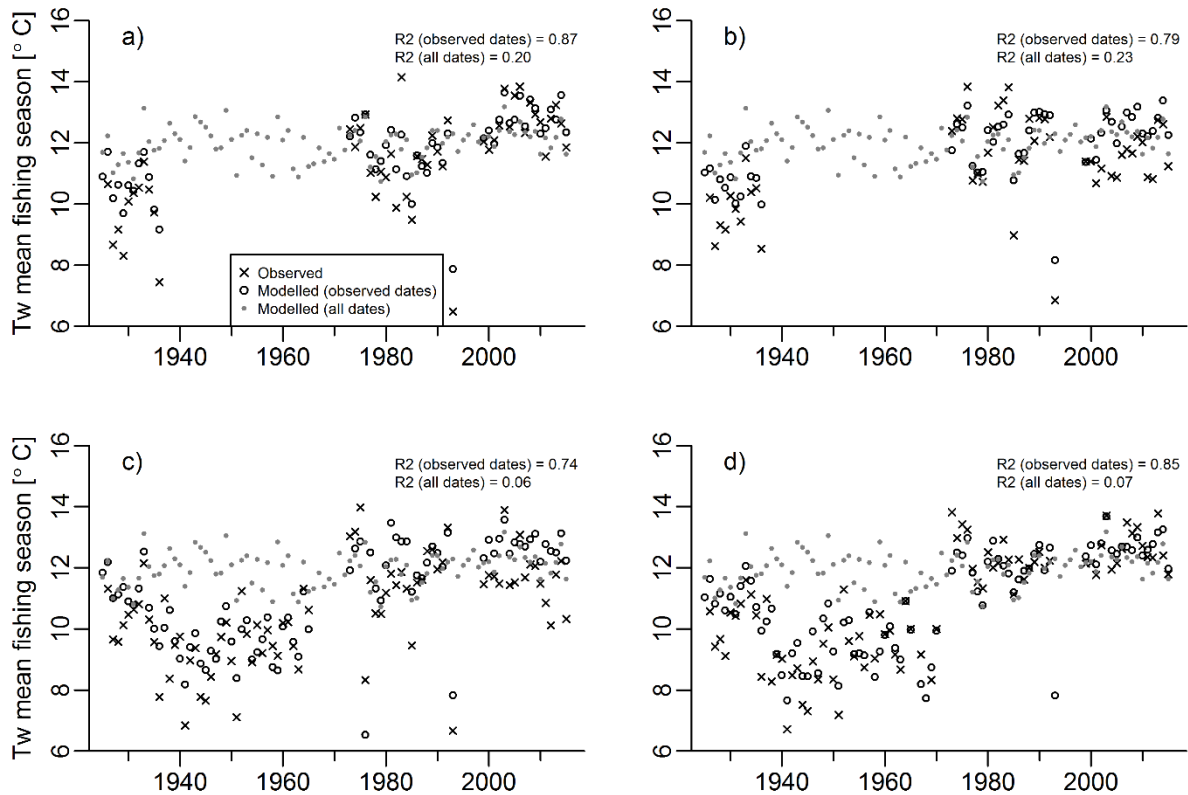 Tw mean fishing season [° C]
16
14
12
10
8
6
a)
R2 (observed dates) = 0.87
R2 (all dates) = 0.20
Observed
Modelled (observed dates)
Modelled (all dates)
1940
1960
1980
2000
16
14
12
10
8
6
b)
R2 (observed dates) = 0.79
R2 (all dates) = 0.23
1940
1960
1980
2000
Tw mean fishing season [° C]
16
14
12
10
8
6
c)
R2 (observed dates) = 0.74
R2 (all dates) = 0.06
1940
1960
1980
2000
16
14
12
10
8
6
d)
R2 (observed dates) = 0.85
R2 (all dates) = 0.07
1940
1960
1980
2000